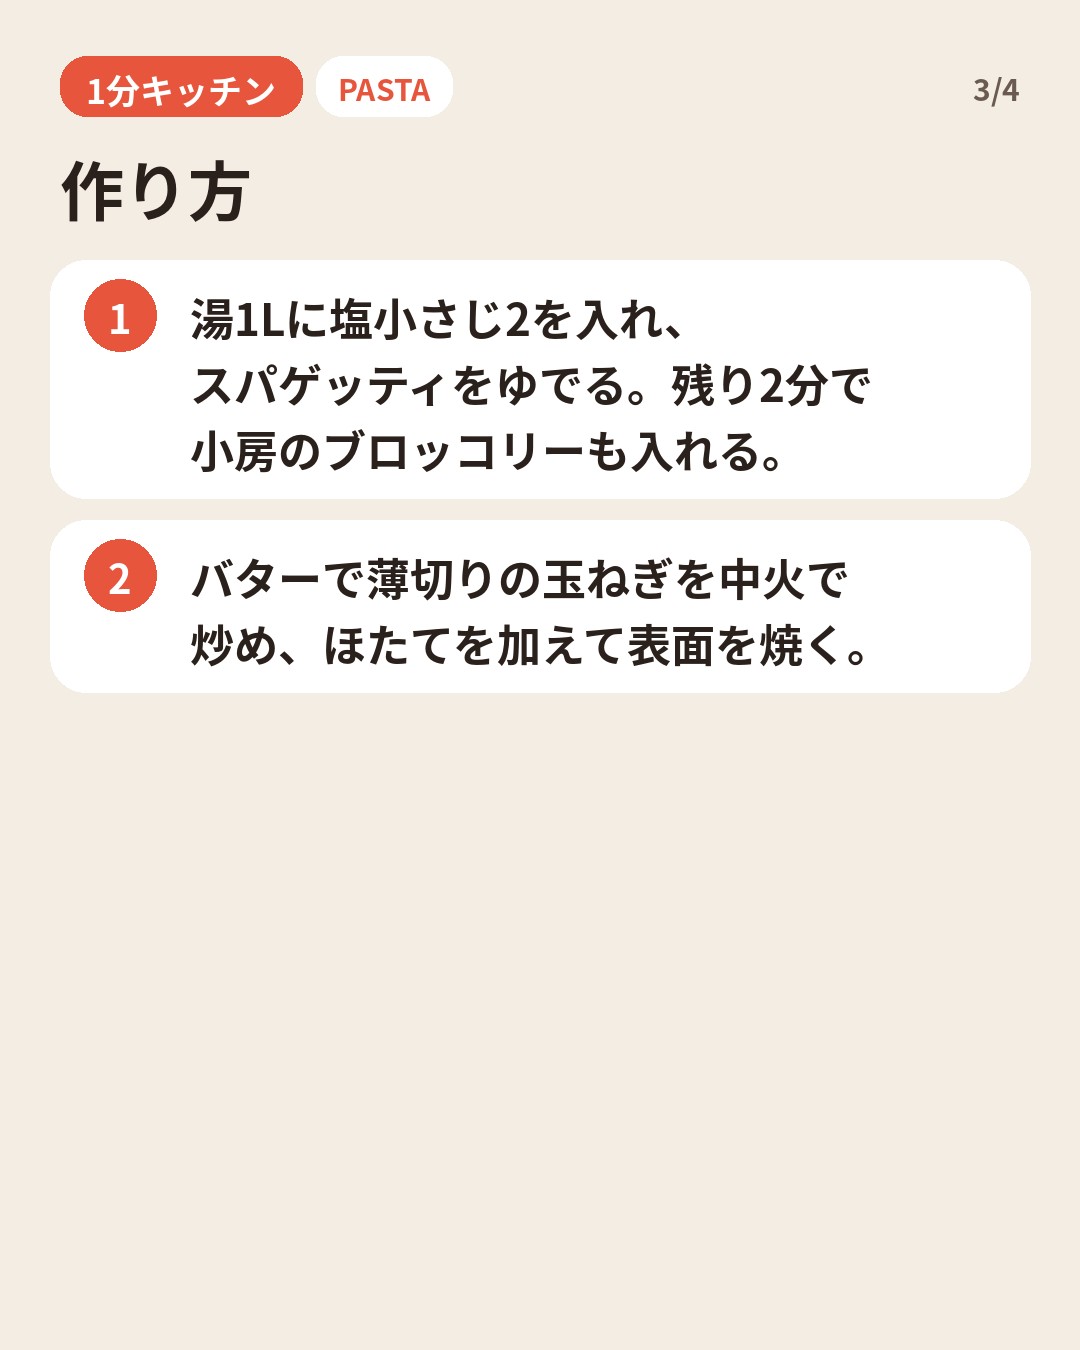 1分キッチン PASTA 3/4
作り方
1 湯1Lに塩小さじ2を入れ、
スパゲッティをゆでる。残り2分で
小房のブロッコリーも入れる。
2 バターで薄切りの玉ねぎを中火で
炒め、ほたてを加えて表面を焼く。